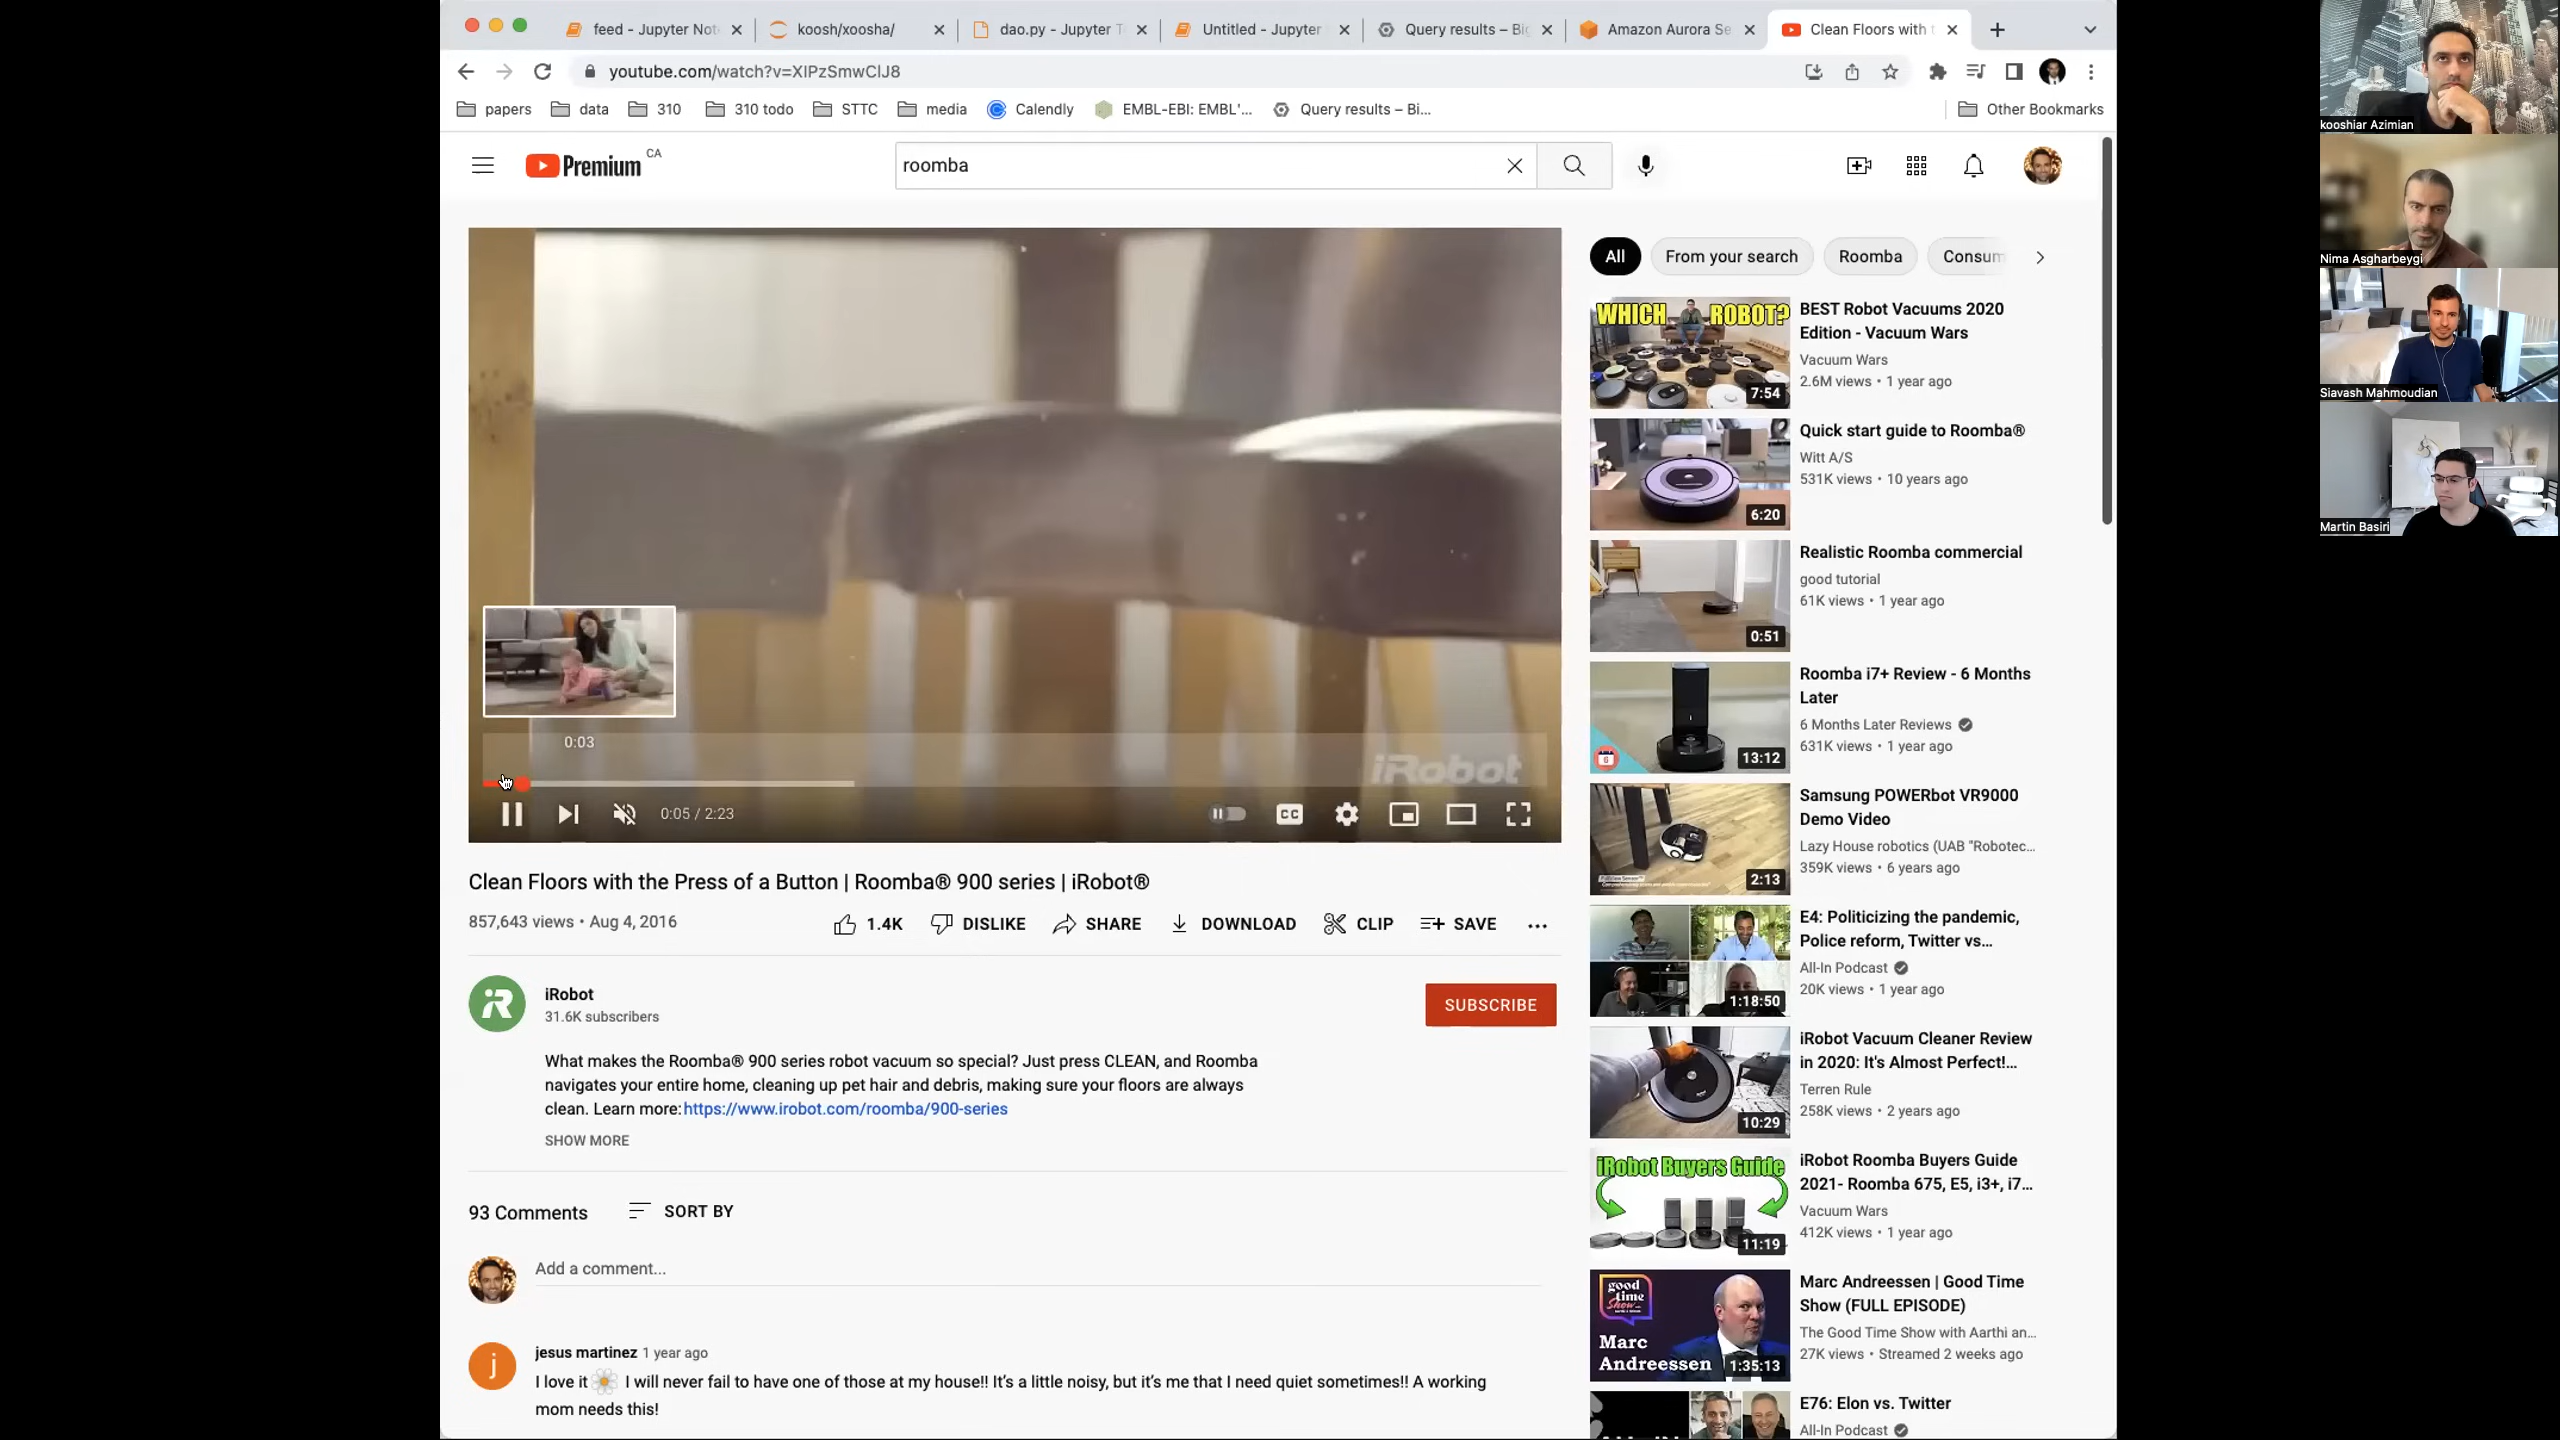 feed - Jupyter Not
koosh/xoosha/
dao.py - Jupyter T
Untitled - Jupyter
Query results – Big
Amazon Aurora Se
Clean Floors with t
youtube.com/watch?v=XIPzSmwClJ8
papers
data
310
310 todo
STTC
media
Calendly
EMBL-EBI: EMBL'...
Query results – Bi...
Other Bookmarks
Premium
CA
roomba
0:03
iRobot
0:05 / 2:23
CC
Clean Floors with the Press of a Button | Roomba® 900 series | iRobot®
857,643 views • Aug 4, 2016
1.4K
DISLIKE
SHARE
DOWNLOAD
CLIP
SAVE
iRobot
31.6K subscribers
SUBSCRIBE
What makes the Roomba® 900 series robot vacuum so special? Just press CLEAN, and Roomba
navigates your entire home, cleaning up pet hair and debris, making sure your floors are always
clean. Learn more: https://www.irobot.com/roomba/900-series
SHOW MORE
93 Comments
SORT BY
Add a comment...
j
jesus martinez 1 year ago
I love it🌼 I will never fail to have one of those at my house!! It's a little noisy, but it's me that I need quiet sometimes!! A working
mom needs this!
All
From your search
Roomba
Consum
WHICH ROBOT?
7:54
BEST Robot Vacuums 2020
Edition - Vacuum Wars
Vacuum Wars
2.6M views • 1 year ago
6:20
Quick start guide to Roomba®
Witt A/S
531K views • 10 years ago
0:51
Realistic Roomba commercial
good tutorial
61K views • 1 year ago
6
13:12
Roomba i7+ Review - 6 Months
Later
6 Months Later Reviews
631K views • 1 year ago
2:13
Samsung POWERbot VR9000
Demo Video
Lazy House robotics (UAB "Robotec...
359K views • 6 years ago
1:18:50
E4: Politicizing the pandemic,
Police reform, Twitter vs...
All-In Podcast
20K views • 1 year ago
10:29
iRobot Vacuum Cleaner Review
in 2020: It's Almost Perfect!...
Terren Rule
258K views • 2 years ago
iRobot Buyers Guide
11:19
iRobot Roomba Buyers Guide
2021- Roomba 675, E5, i3+, i7...
Vacuum Wars
412K views • 1 year ago
good
time
Show
Marc
Andreessen
1:35:13
Marc Andreessen | Good Time
Show (FULL EPISODE)
The Good Time Show with Aarthi an...
27K views • Streamed 2 weeks ago
E76: Elon vs. Twitter
All-In Podcast
kooshiar Azimian
Nima Asgharbeygi
Siavash Mahmoudian
Martin Basiri